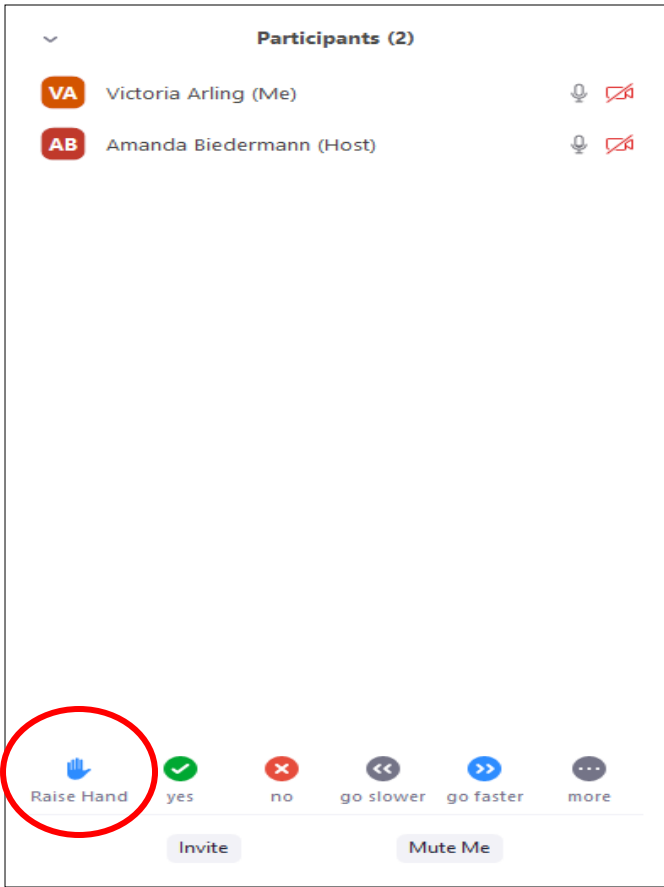 Participants (2)
VA Victoria Arling (Me)
AB Amanda Biedermann (Host)
Raise Hand yes no go slower go faster more
Invite Mute Me